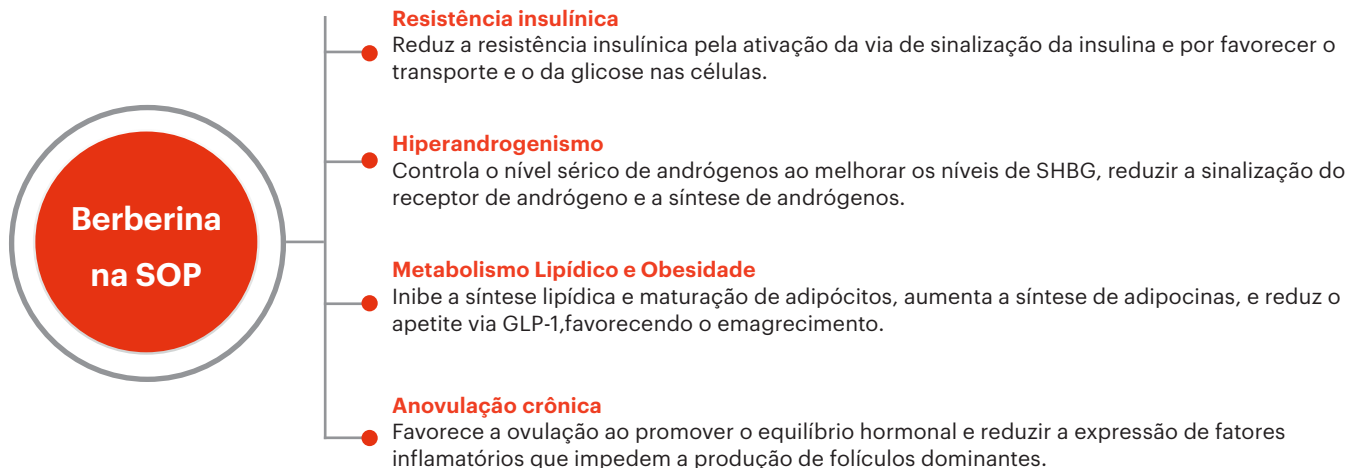 Berberina
na SOP
Resistência insulínica
Reduz a resistência insulínica pela ativação da via de sinalização da insulina e por favorecer o
transporte e o da glicose nas células.
Hiperandrogenismo
Controla o nível sérico de andrógenos ao melhorar os níveis de SHBG, reduzir a sinalização do
receptor de andrógeno e a síntese de andrógenos.
Metabolismo Lipídico e Obesidade
Inibe a síntese lipídica e maturação de adipócitos, aumenta a síntese de adipocinas, e reduz o
apetite via GLP-1,favorecendo o emagrecimento.
Anovulação crônica
Favorece a ovulação ao promover o equilíbrio hormonal e reduzir a expressão de fatores
inflamatórios que impedem a produção de folículos dominantes.